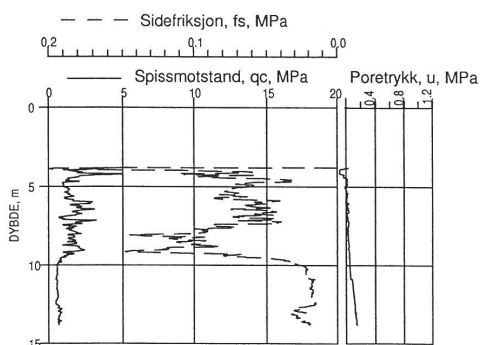 Sidefriksjon, fs, MPa
0,2 0,1 0,0
Spissmotstand, qc, MPa Poretrykk, u, MPa
0 5 10 15 20 0,4 0,8 1,2
0
5
10
15
DYBDE, m